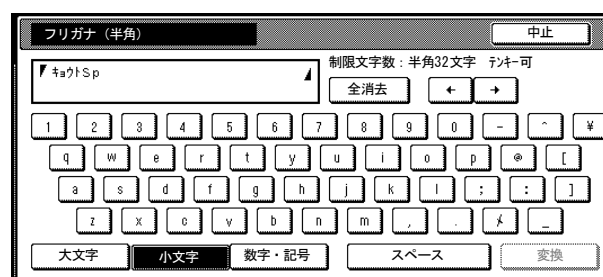 フリガナ（半角） 中止
ｷｮｳﾄSp 制限文字数：半角32文字 ﾃﾝｷｰ可
全消去 ← →
1 2 3 4 5 6 7 8 9 0 - ^ ¥
q w e r t y u i o p @ [
a s d f g h j k l ; : ]
z x c v b n m , . _
大文字 小文字 数字・記号 スペース 変換